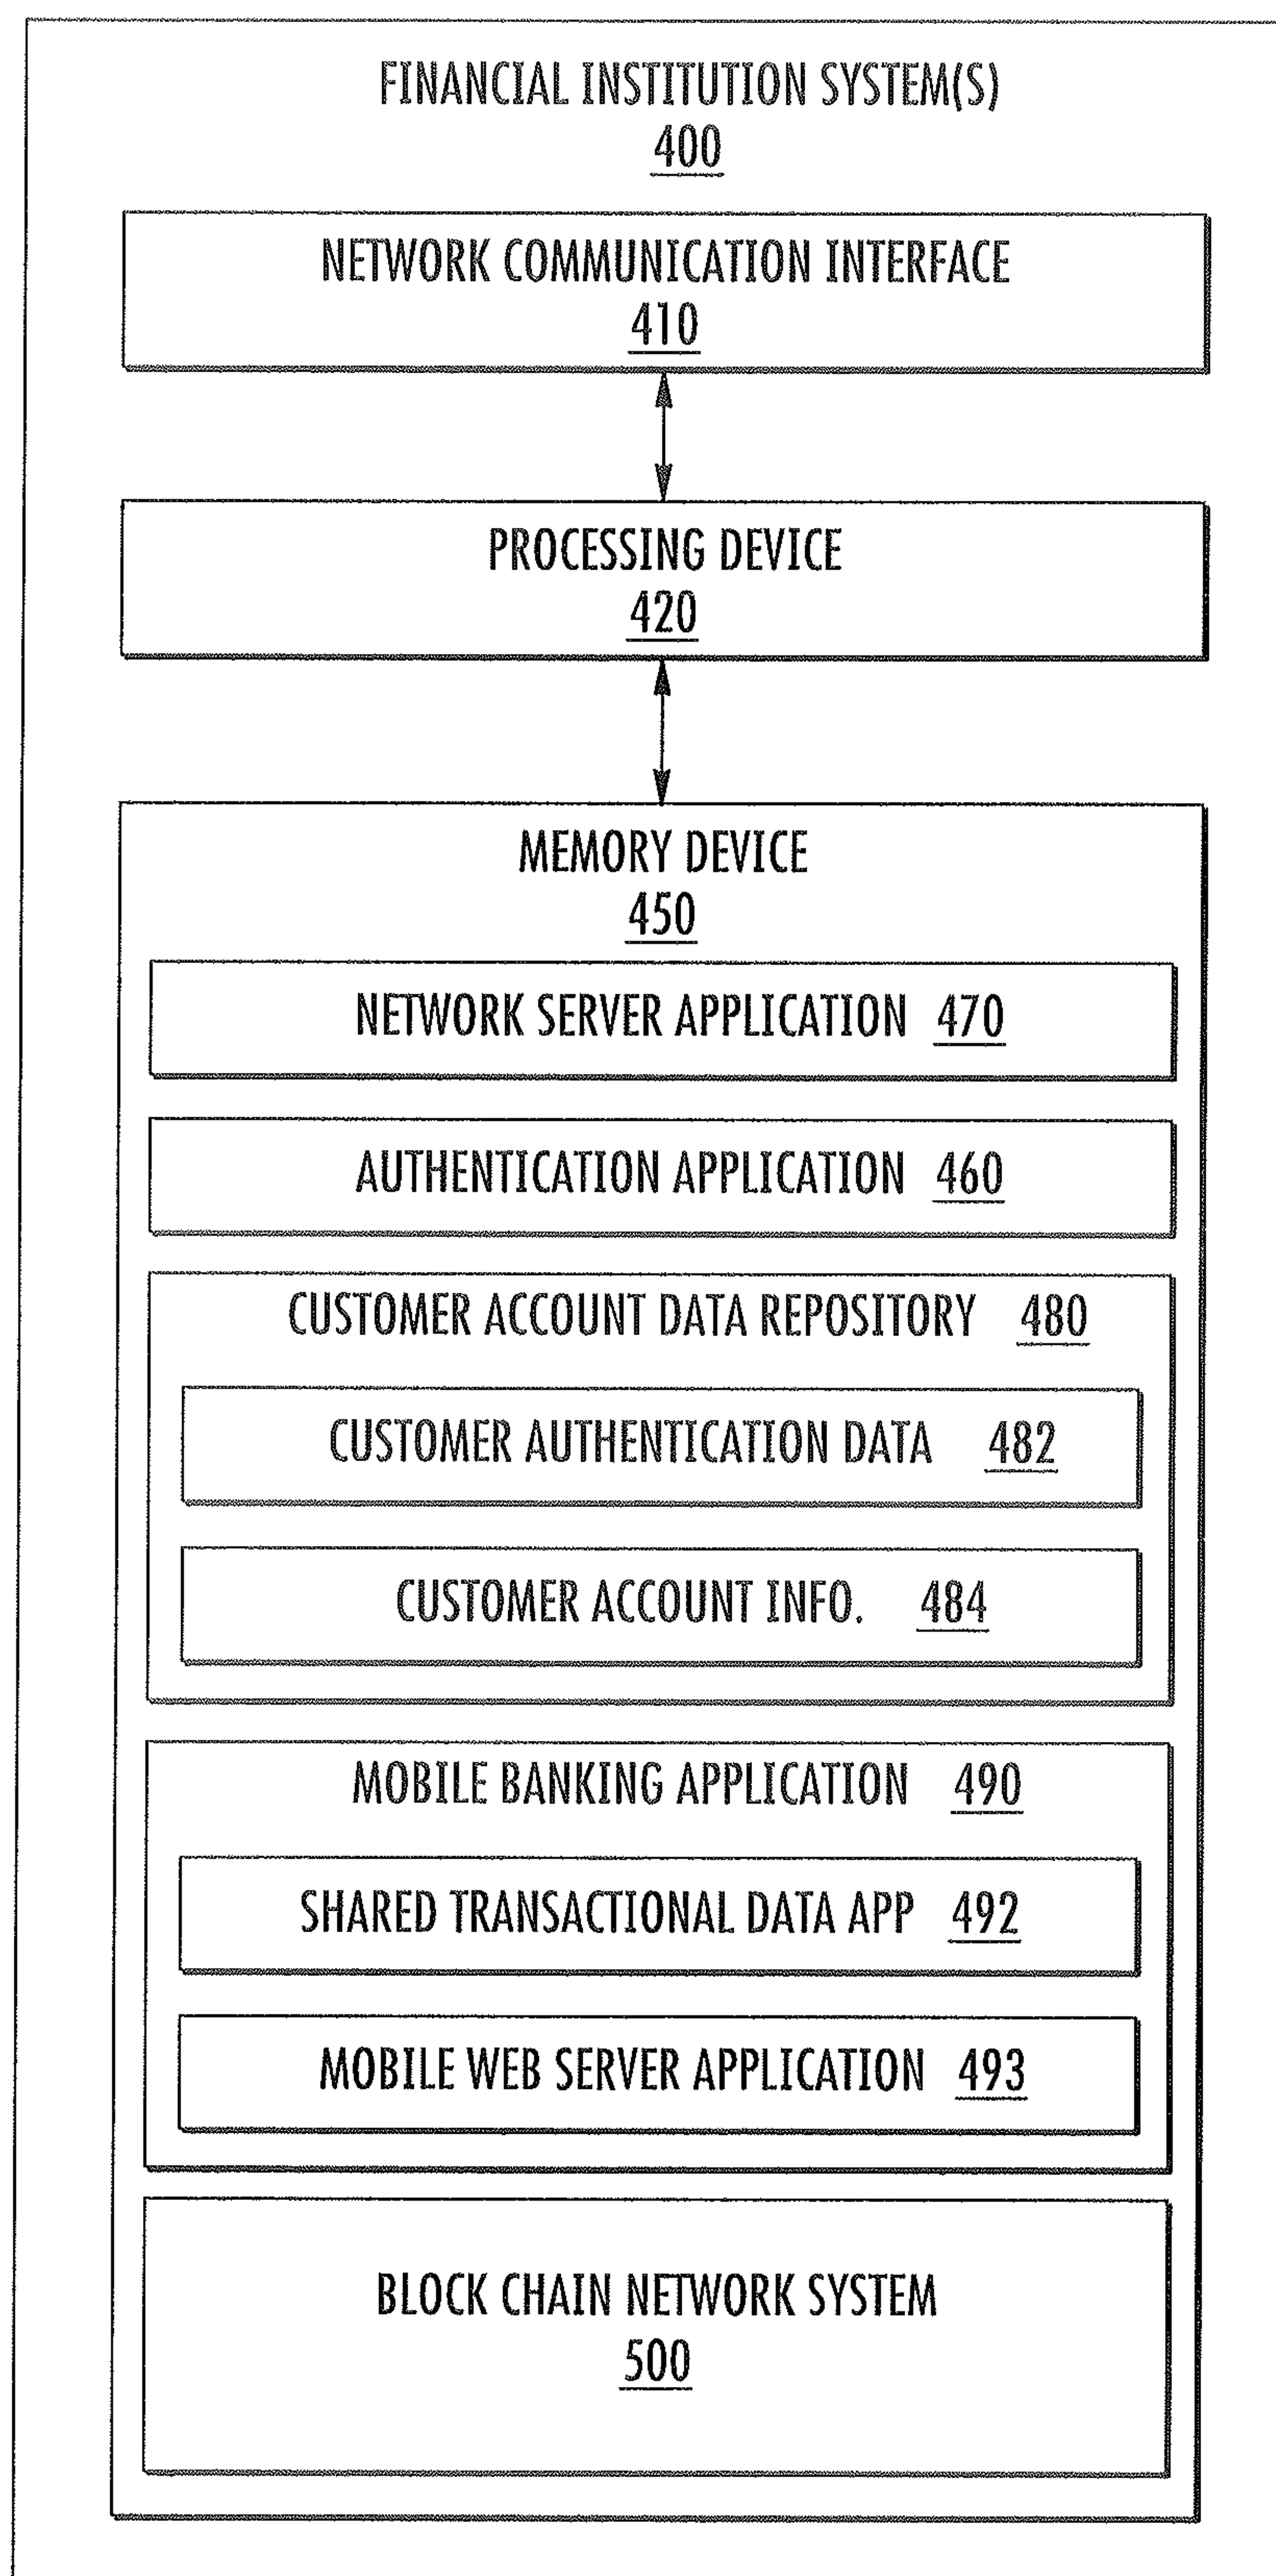 FINANCIAL INSTITUTION SYSTEM(S)
400
NETWORK COMMUNICATION INTERFACE
410
PROCESSING DEVICE
420
MEMORY DEVICE
450
NETWORK SERVER APPLICATION 470
AUTHENTICATION APPLICATION 460
CUSTOMER ACCOUNT DATA REPOSITORY 480
CUSTOMER AUTHENTICATION DATA 482
CUSTOMER ACCOUNT INFO. 484
MOBILE BANKING APPLICATION 490
SHARED TRANSACTIONAL DATA APP 492
MOBILE WEB SERVER APPLICATION 493
BLOCK CHAIN NETWORK SYSTEM
500